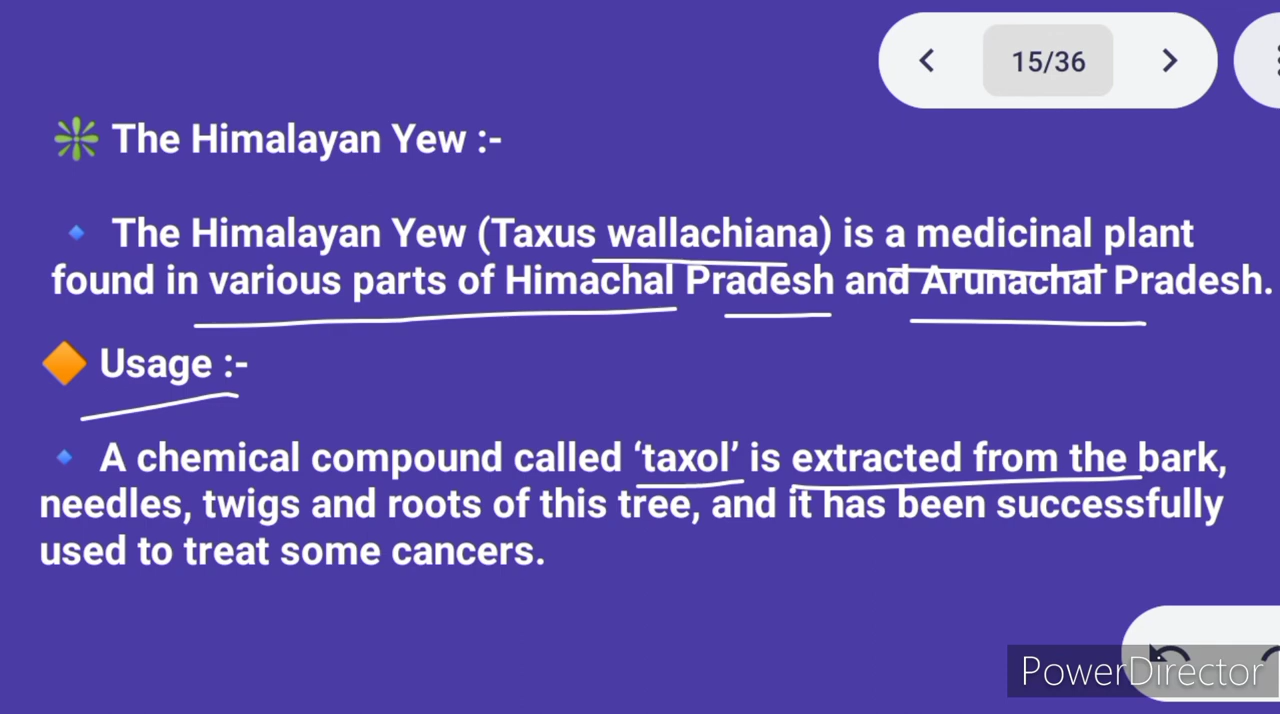 15/36
The Himalayan Yew :-
The Himalayan Yew (Taxus wallachiana) is a medicinal plant
found in various parts of Himachal Pradesh and Arunachal Pradesh.
Usage :-
A chemical compound called ‘taxol’ is extracted from the bark,
needles, twigs and roots of this tree, and it has been successfully
used to treat some cancers.
PowerDirector